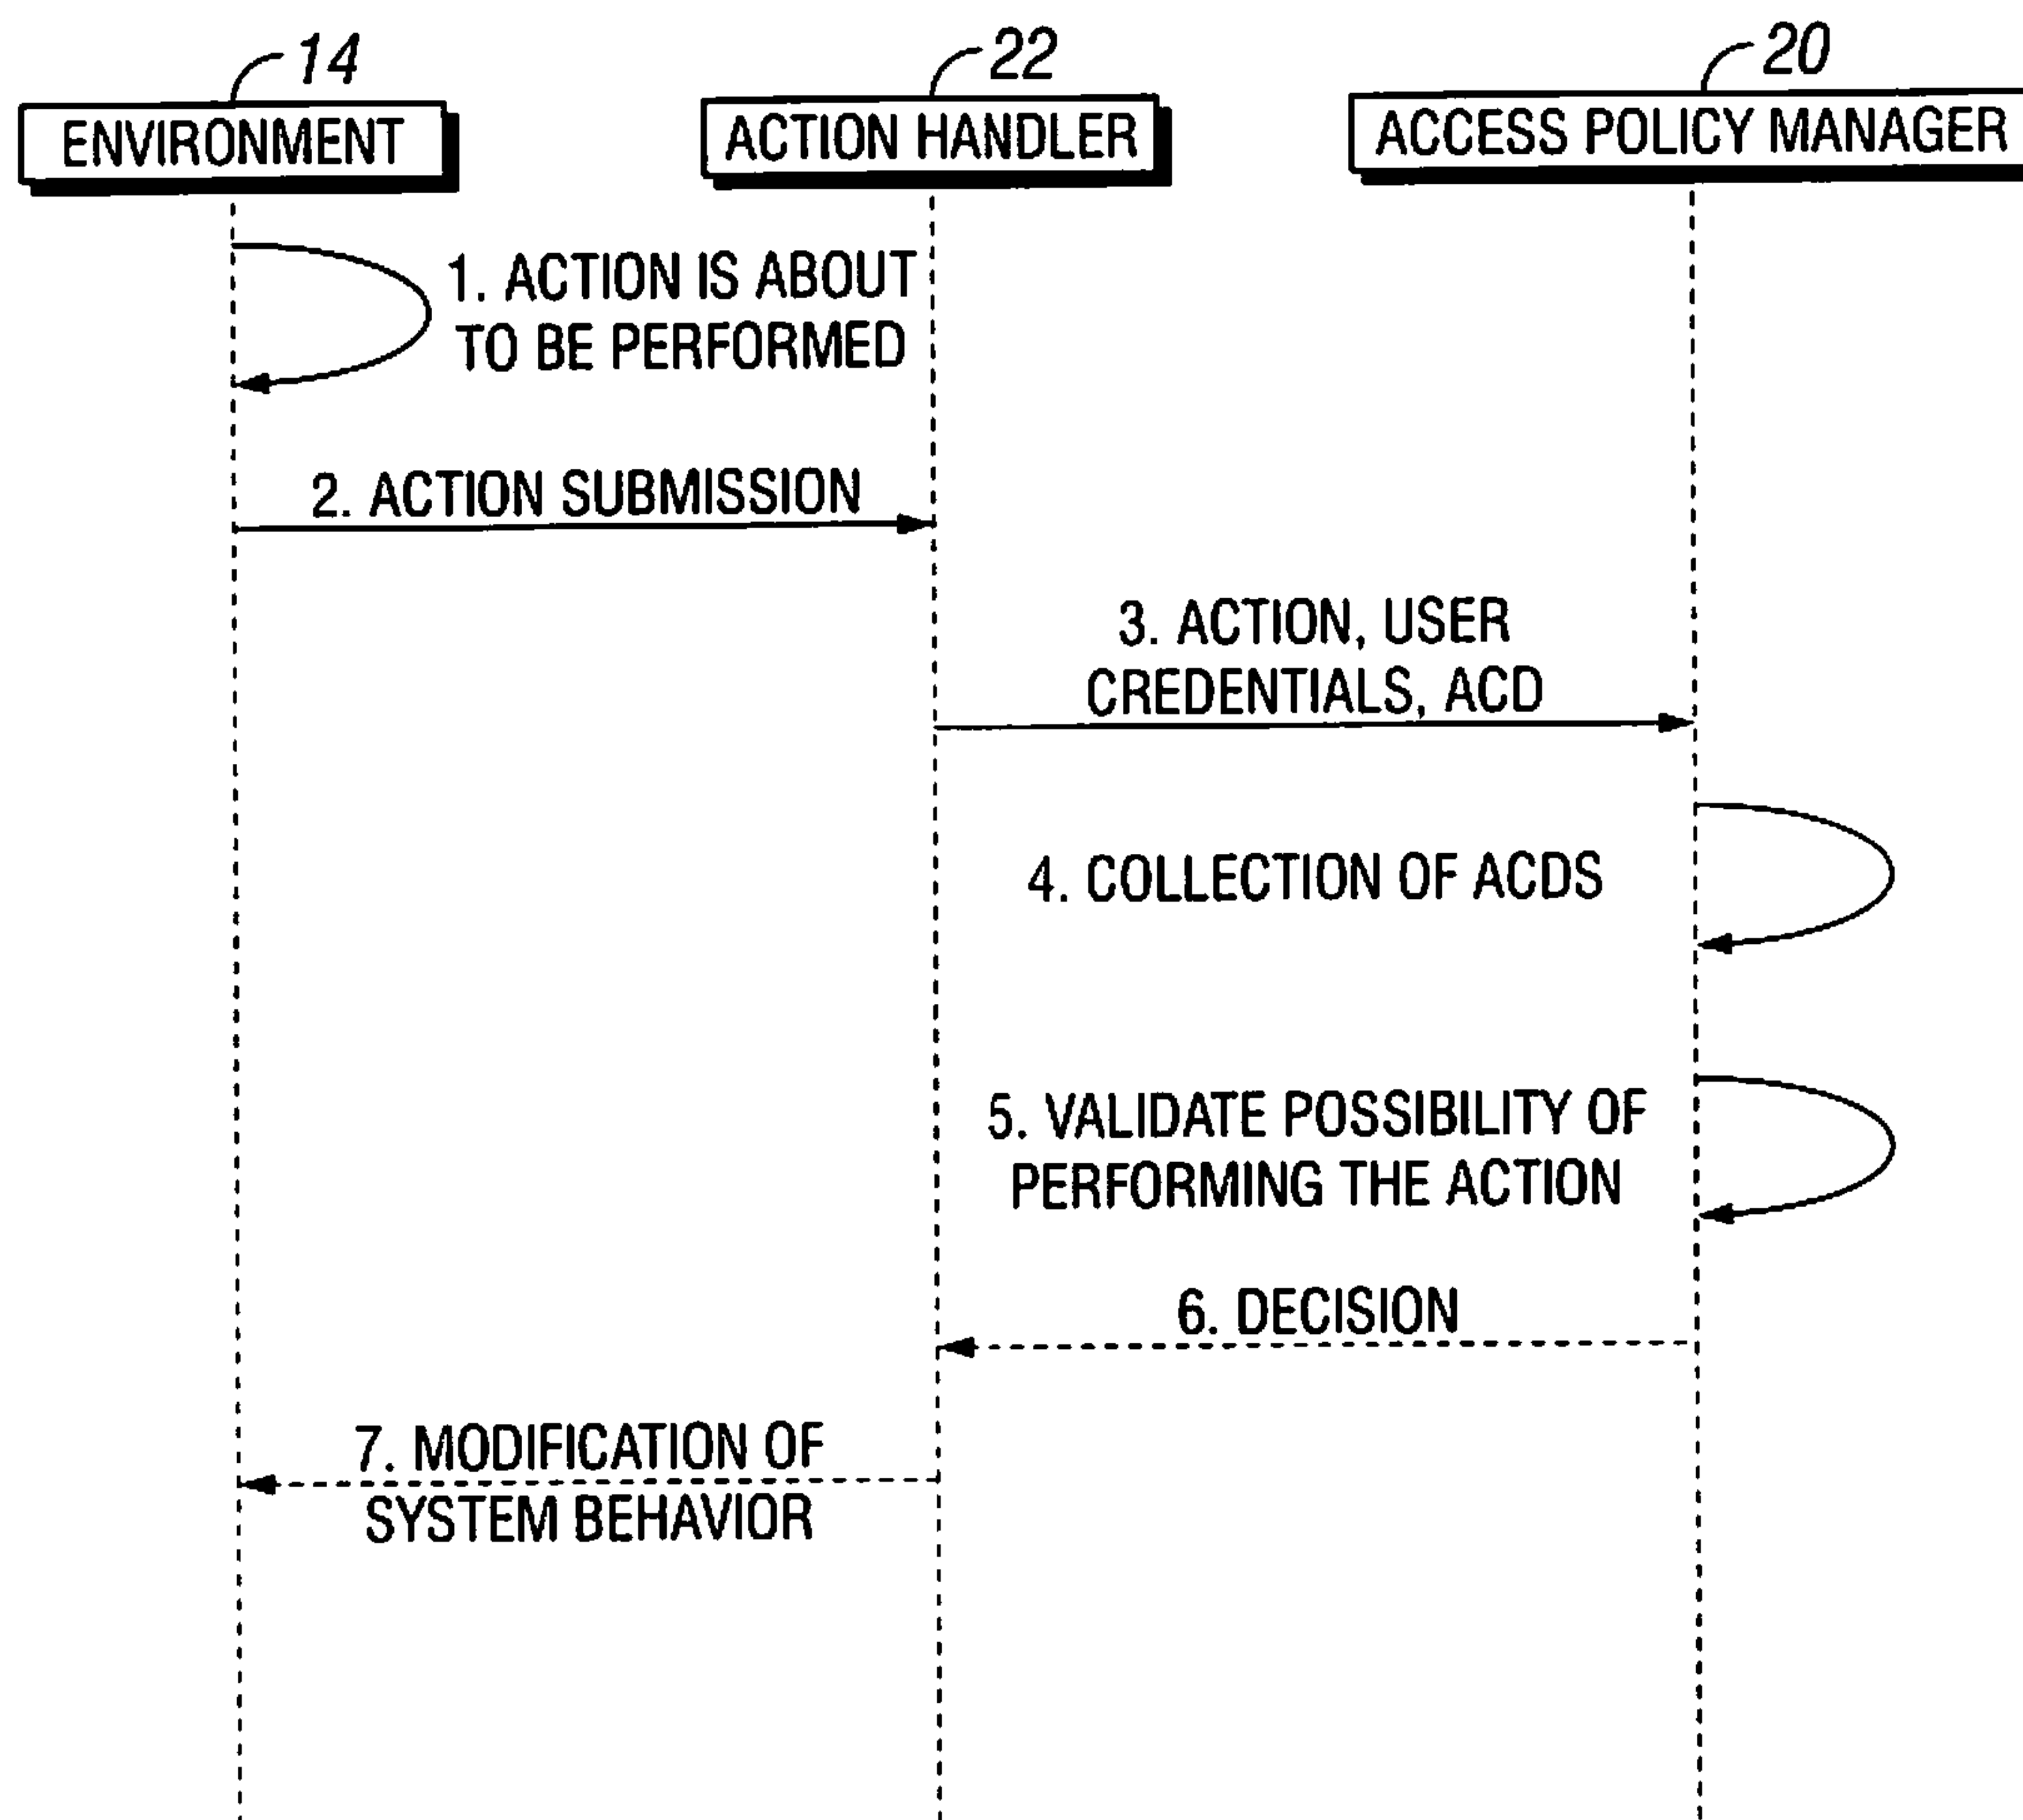 14
22
20
ENVIRONMENT
ACTION HANDLER
ACCESS POLICY MANAGER
1. ACTION IS ABOUT
TO BE PERFORMED
2. ACTION SUBMISSION
3. ACTION, USER
CREDENTIALS, ACD
4. COLLECTION OF ACDS
5. VALIDATE POSSIBILITY OF
PERFORMING THE ACTION
6. DECISION
7. MODIFICATION OF
SYSTEM BEHAVIOR